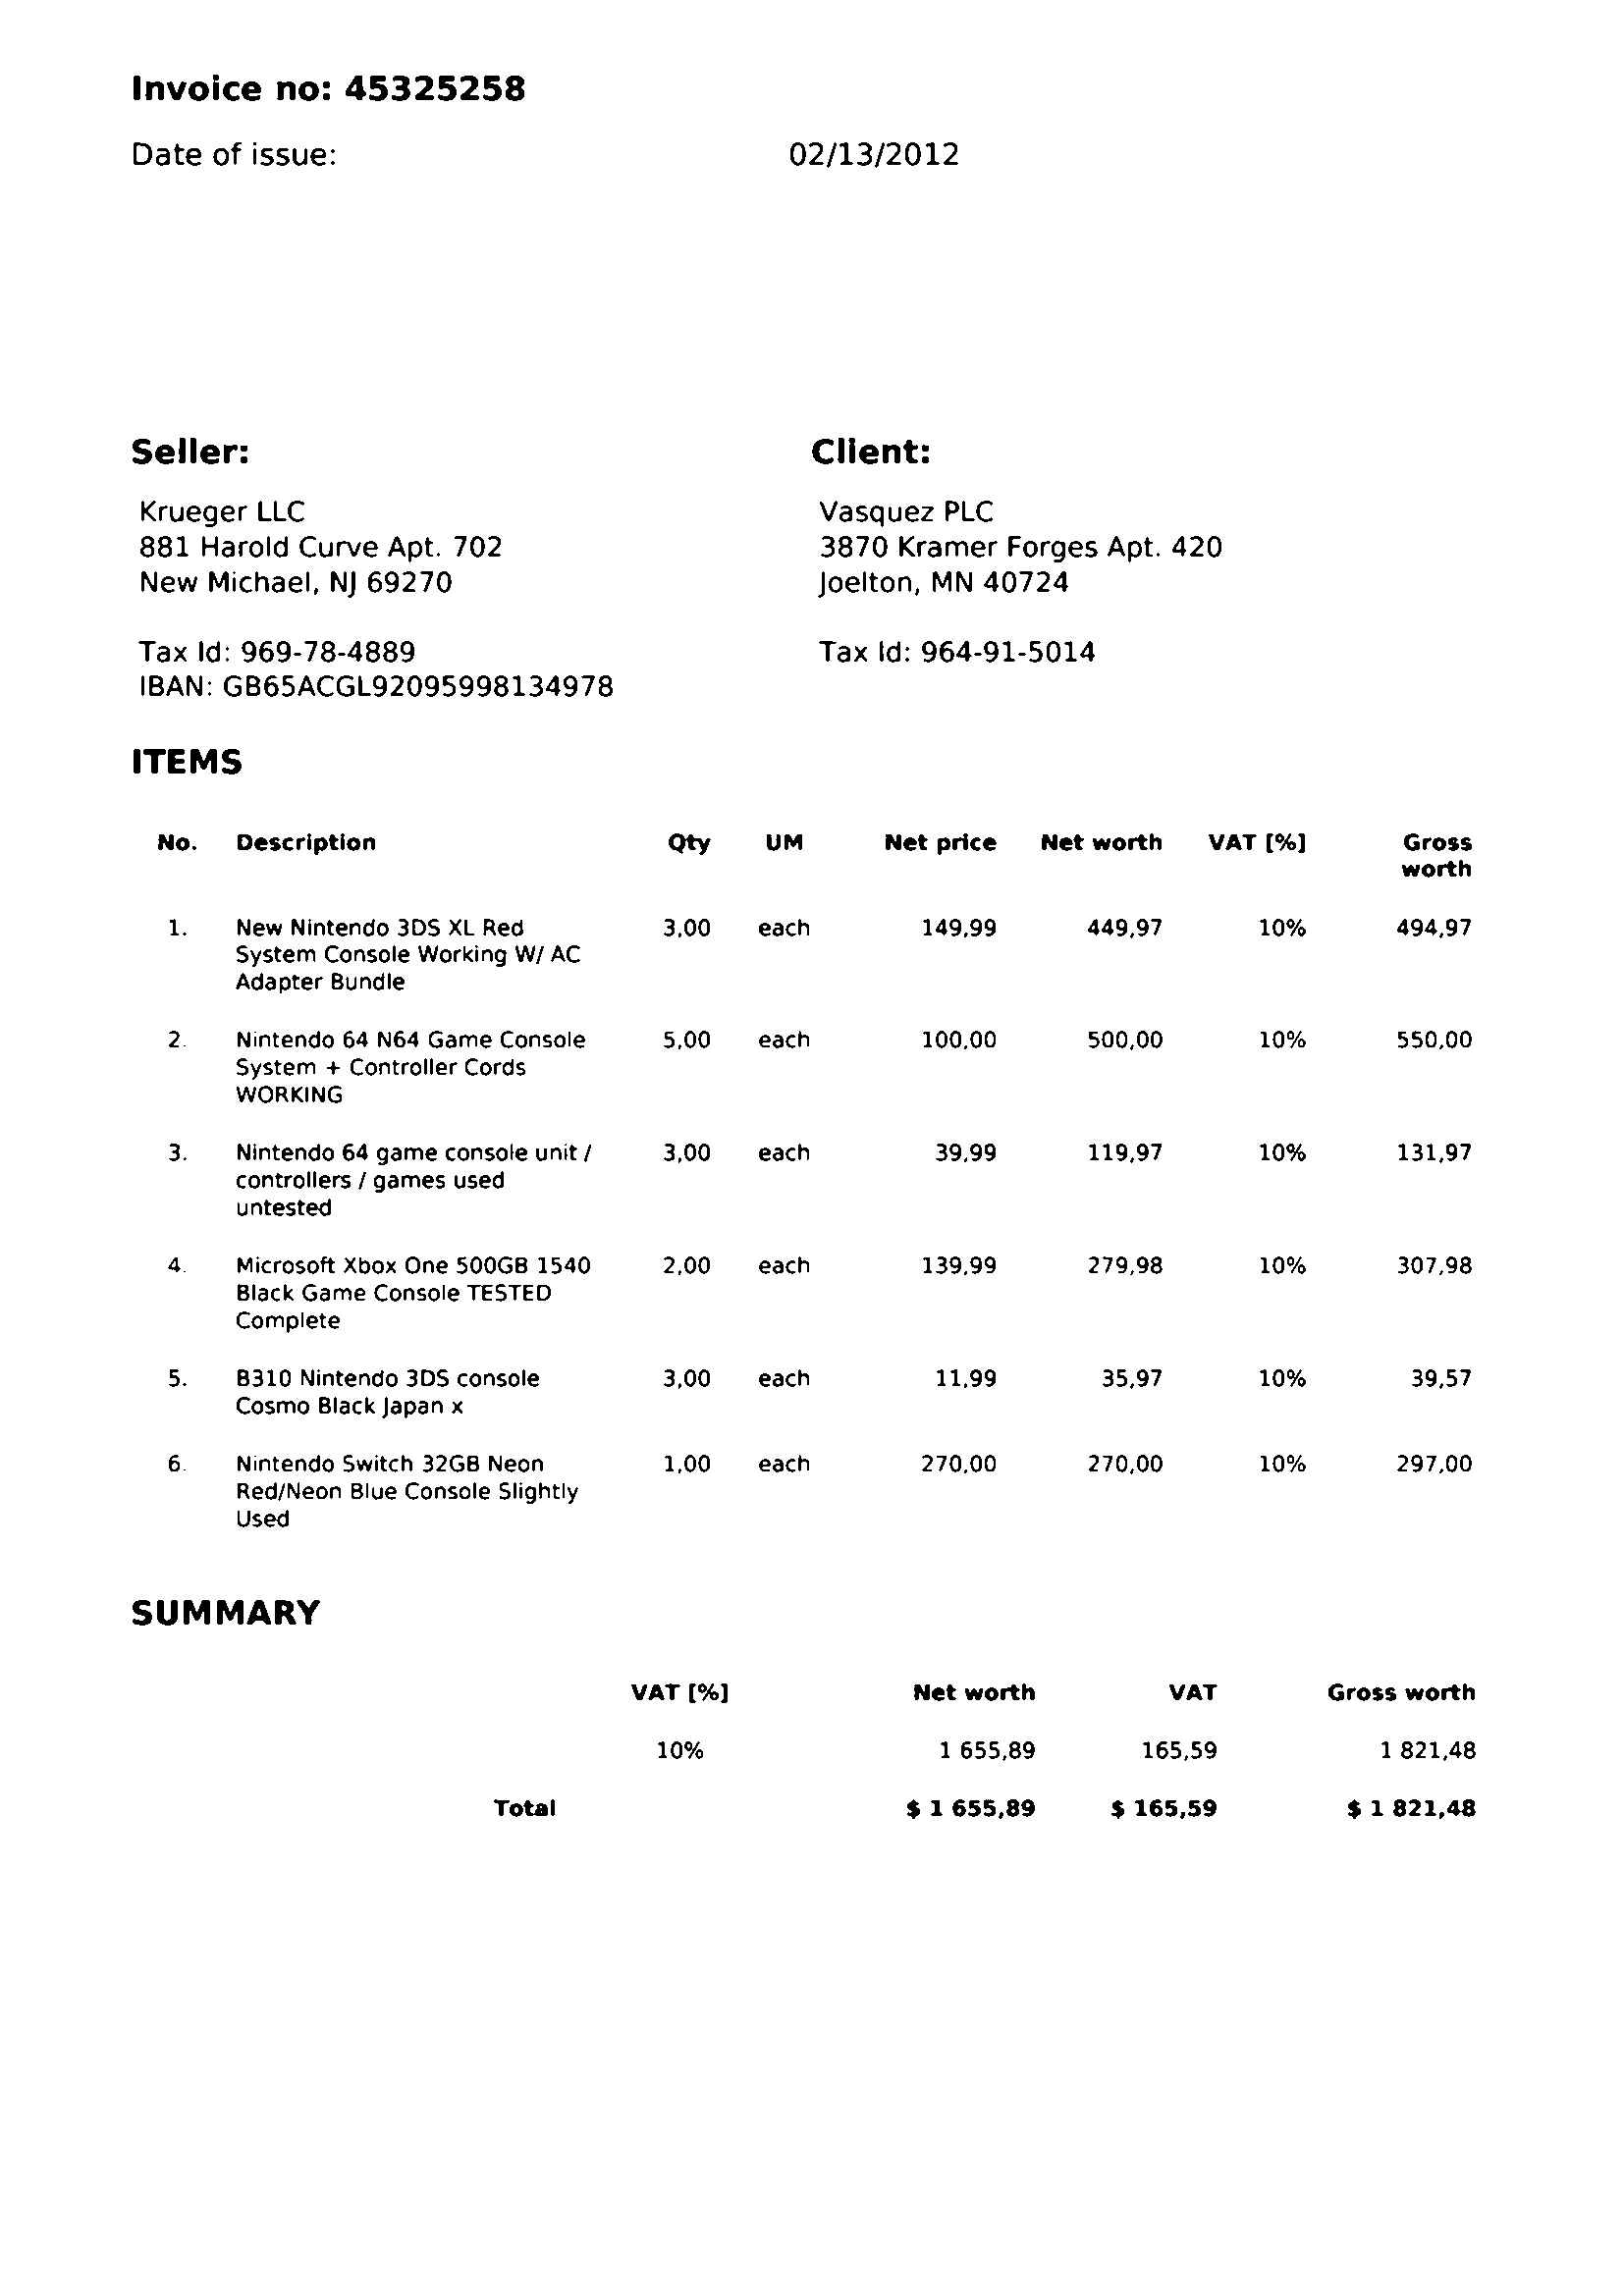 Invoice no: 45325258
Date of issue: 02/13/2012
Seller: Client:
Krueger LLC Vasquez PLC
881 Harold Curve Apt. 702 3870 Kramer Forges Apt. 420
New Michael, NJ 69270 Joelton, MN 40724
Tax Id: 969-78-4889 Tax Id: 964-91-5014
IBAN: GB65ACGL92095998134978
ITEMS
No. Description Qty UM Net price Net worth VAT [%] Gross
worth
1. New Nintendo 3DS XL Red 3,00 each 149,99 449,97 10% 494,97
System Console Working W/ AC
Adapter Bundle
2. Nintendo 64 N64 Game Console 5,00 each 100,00 500,00 10% 550,00
System + Controller Cords
WORKING
3. Nintendo 64 game console unit / 3,00 each 39,99 119,97 10% 131,97
controllers / games used
untested
4. Microsoft Xbox One 500GB 1540 2,00 each 139,99 279,98 10% 307,98
Black Game Console TESTED
Complete
5. B310 Nintendo 3DS console 3,00 each 11,99 35,97 10% 39,57
Cosmo Black Japan x
6. Nintendo Switch 32GB Neon 1,00 each 270,00 270,00 10% 297,00
Red/Neon Blue Console Slightly
Used
SUMMARY
VAT [%] Net worth VAT Gross worth
10% 1 655,89 165,59 1 821,48
Total $ 1 655,89 $ 165,59 $ 1 821,48